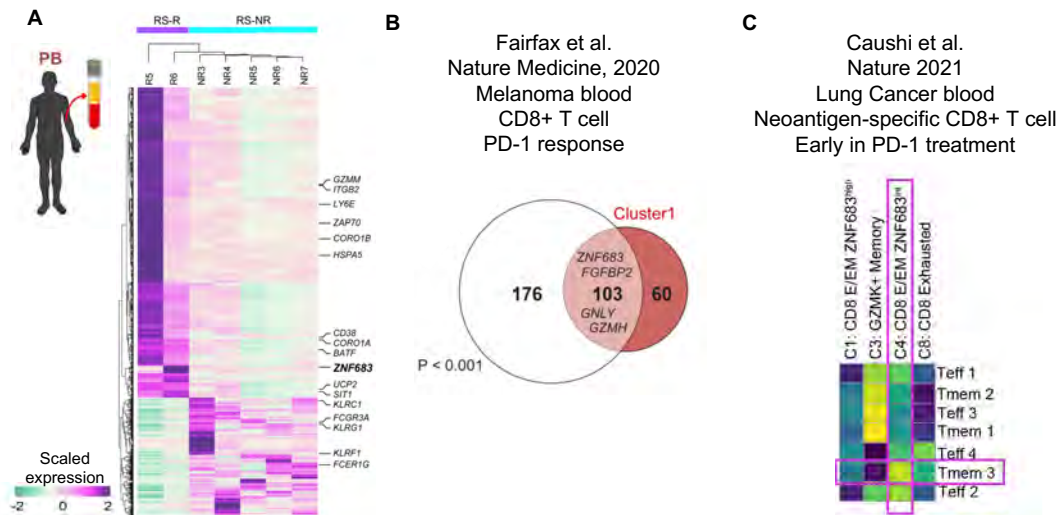 A
PB
RS-R
RS-NR
R5
R6
NR3
NR4
NR5
NR6
NR7
GZMM
ITGB2
LY6E
ZAP70
CORO1B
HSPA5
CD38
CORO1A
BATF
ZNF683
UCP2
SIT1
KLRC1
FCGR3A
KLRG1
KLRF1
FCER1G
Scaled
expression
-2
0
2
B
Fairfax et al.
Nature Medicine, 2020
Melanoma blood
CD8+ T cell
PD-1 response
Cluster1
ZNF683
FGFBP2
176
103
60
GNLY
GZMH
P < 0.001
C
Caushi et al.
Nature 2021
Lung Cancer blood
Neoantigen-specific CD8+ T cell
Early in PD-1 treatment
C1: CD8 E/EM ZNF683high
C3: GZMK+ Memory
C4: CD8 E/EM ZNF683int
C8: CD8 Exhausted
Teff 1
Tmem 2
Teff 3
Tmem 1
Teff 4
Tmem 3
Teff 2